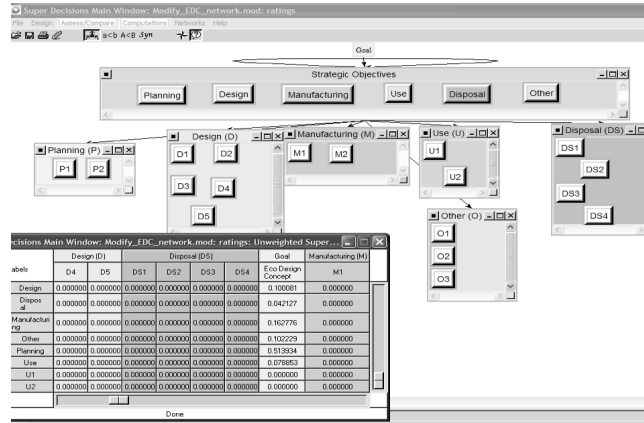 Super Decisions Main Window: Modify_EDC_network.mod: ratings
File Design Assess/Compare Computations Networks Help
a<b A<B Syn
Goal
Strategic Objectives
Planning Design Manufacturing Use Disposal Other
Planning (P)
P1 P2
Design (D)
D1 D2
D3 D4
D5
Manufacturing (M)
M1 M2
Use (U)
U1
U2
Disposal (DS)
DS1
DS2
DS3
DS4
Other (O)
O1
O2
O3
ecisions Main Window: Modify_EDC_network.mod: ratings: Unweighted Super...
Design (D) Disposal (DS) Goal Manufacturing (M)
abels D4 D5 DS1 DS2 DS3 DS4 Eco Design Concept M1
Design 0.000000 0.000000 0.000000 0.000000 0.000000 0.000000 0.100081 0.000000
Disposal 0.000000 0.000000 0.000000 0.000000 0.000000 0.000000 0.042127 0.000000
Manufacturing 0.000000 0.000000 0.000000 0.000000 0.000000 0.000000 0.162776 0.000000
Other 0.000000 0.000000 0.000000 0.000000 0.000000 0.000000 0.102229 0.000000
Planning 0.000000 0.000000 0.000000 0.000000 0.000000 0.000000 0.513934 0.000000
Use 0.000000 0.000000 0.000000 0.000000 0.000000 0.000000 0.078853 0.000000
U1 0.000000 0.000000 0.000000 0.000000 0.000000 0.000000 0.000000 0.000000
U2 0.000000 0.000000 0.000000 0.000000 0.000000 0.000000 0.000000 0.000000
Done